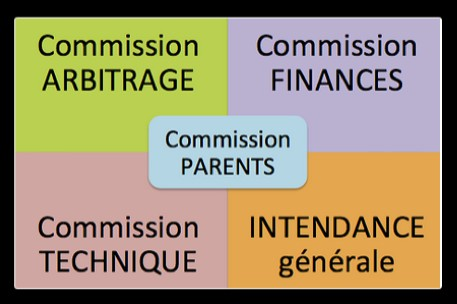 Commission
ARBITRAGE
Commission
FINANCES
Commission
PARENTS
Commission
TECHNIQUE
INTENDANCE
générale